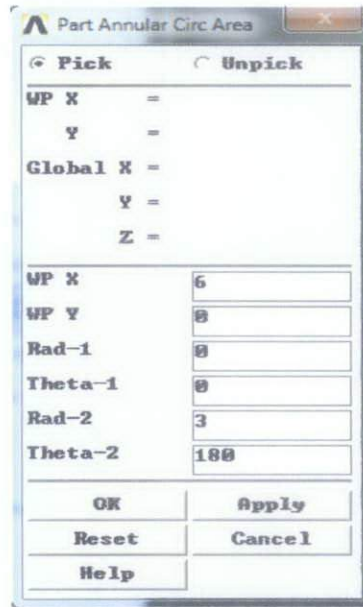 Part Annular Circ Area
Pick Unpick
WP X =
Y =
Global X =
Y =
Z =
WP X 6
WP Y 0
Rad-1 0
Theta-1 0
Rad-2 3
Theta-2 180
OK Apply
Reset Cancel
Help